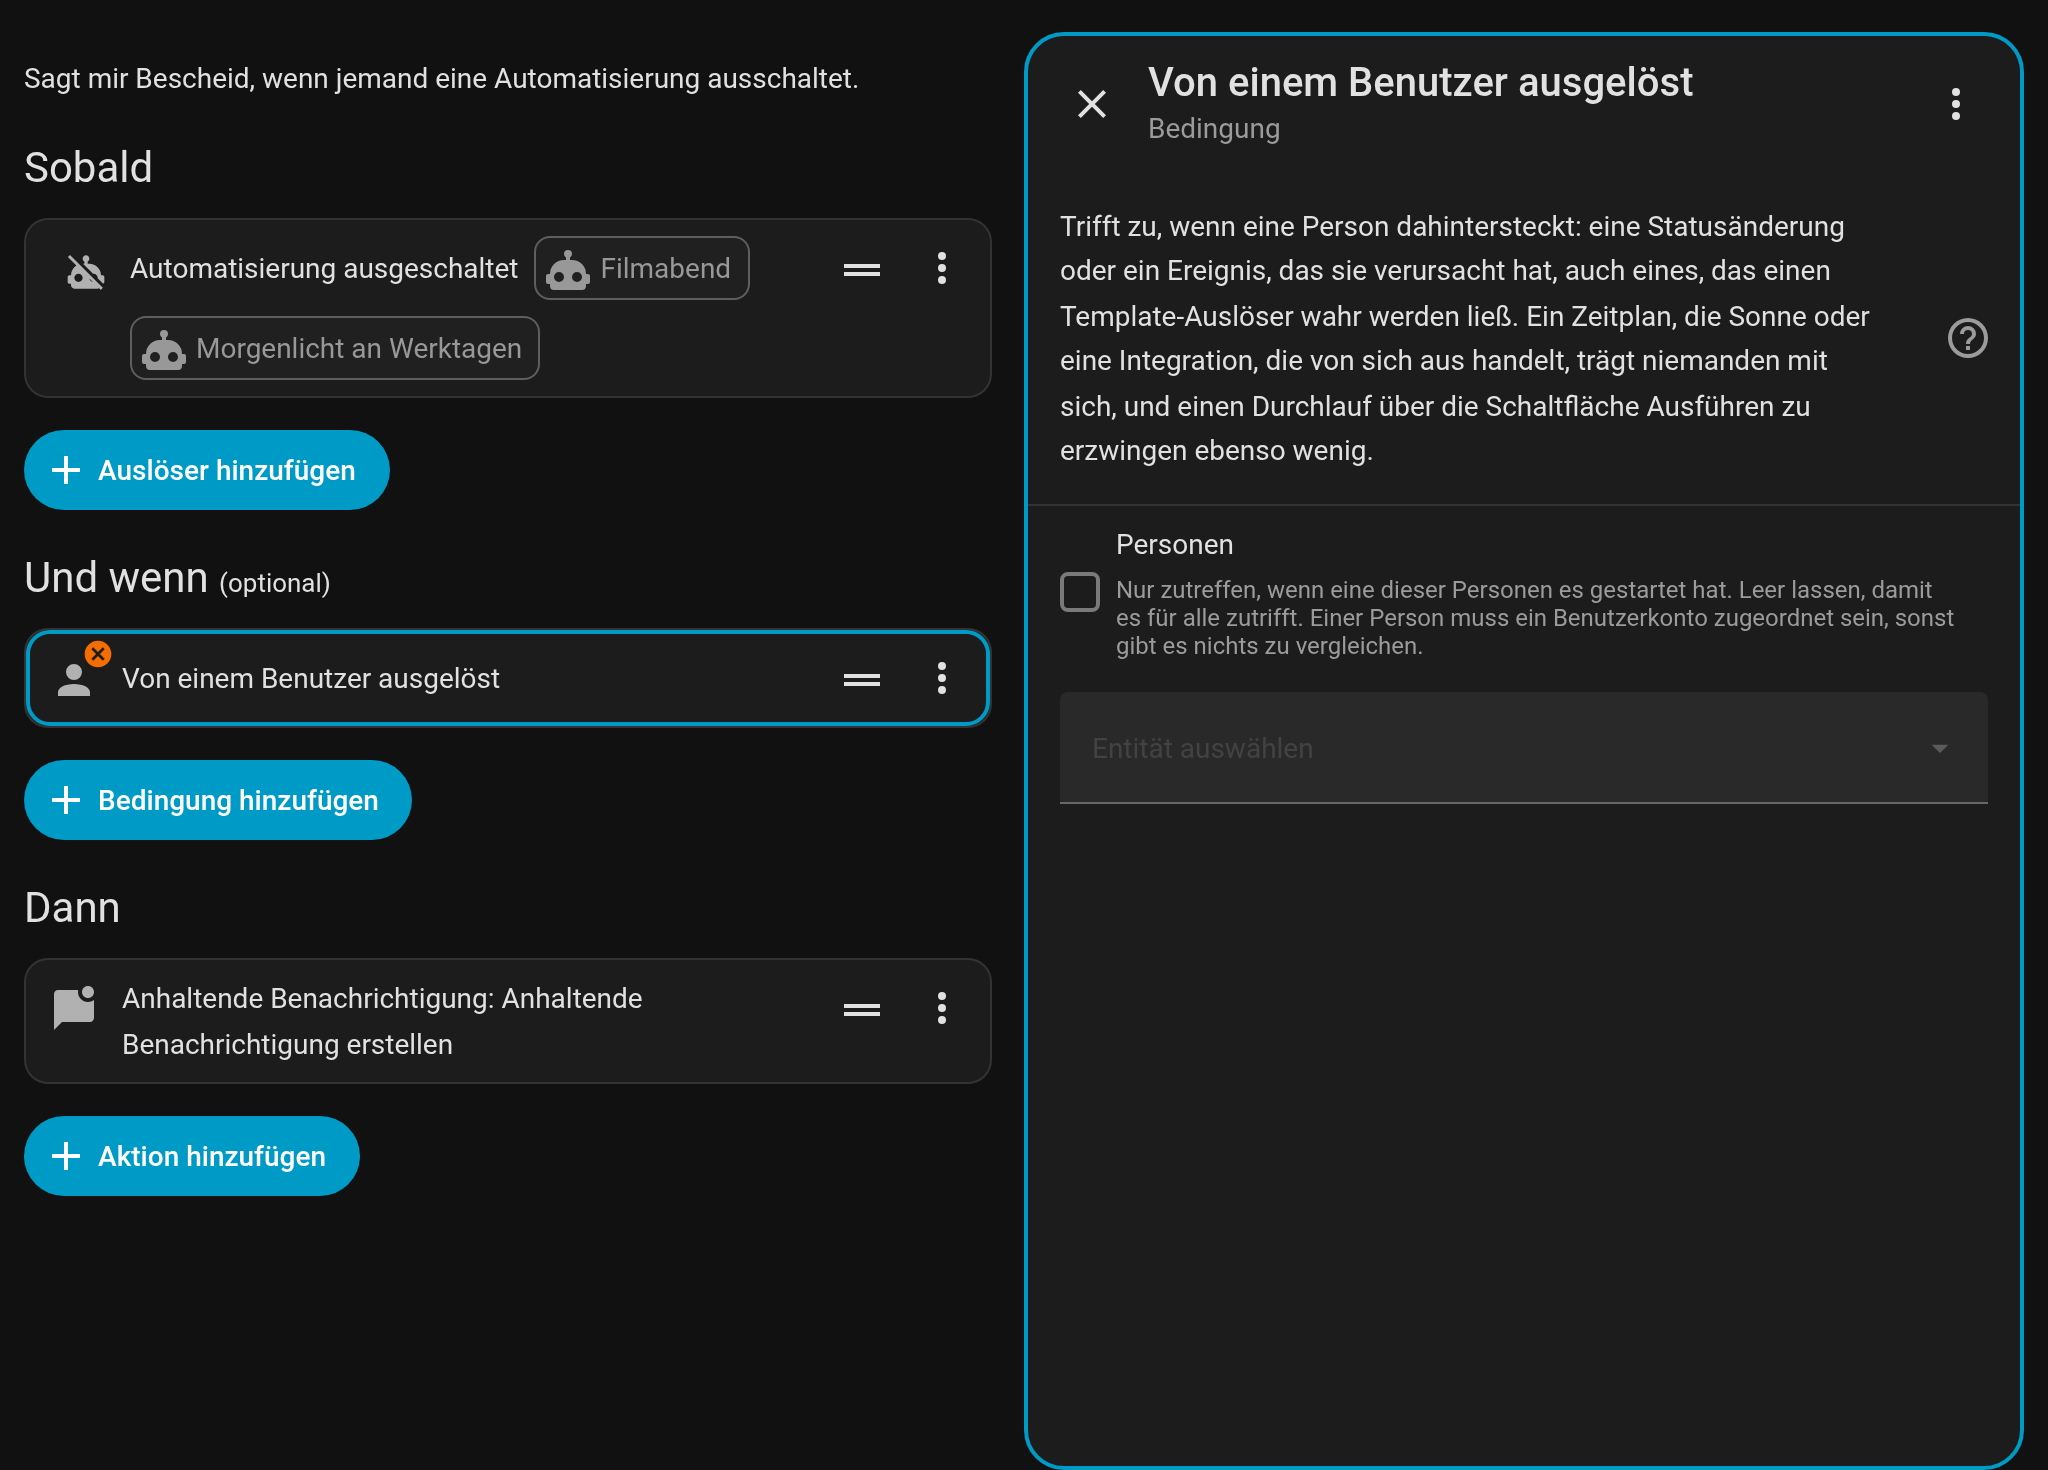 Sagt mir Bescheid, wenn jemand eine Automatisierung ausschaltet.
Sobald
Automatisierung ausgeschaltet Filmabend
Morgenlicht an Werktagen
Auslöser hinzufügen
Und wenn (optional)
Von einem Benutzer ausgelöst
Bedingung hinzufügen
Dann
Anhaltende Benachrichtigung: Anhaltende
Benachrichtigung erstellen
Aktion hinzufügen
Von einem Benutzer ausgelöst
Bedingung
Trifft zu, wenn eine Person dahintersteckt: eine Statusänderung
oder ein Ereignis, das sie verursacht hat, auch eines, das einen
Template-Auslöser wahr werden ließ. Ein Zeitplan, die Sonne oder
eine Integration, die von sich aus handelt, trägt niemanden mit
sich, und einen Durchlauf über die Schaltfläche Ausführen zu
erzwingen ebenso wenig.
Personen
Nur zutreffen, wenn eine dieser Personen es gestartet hat. Leer lassen, damit
es für alle zutrifft. Einer Person muss ein Benutzerkonto zugeordnet sein, sonst
gibt es nichts zu vergleichen.
Entität auswählen